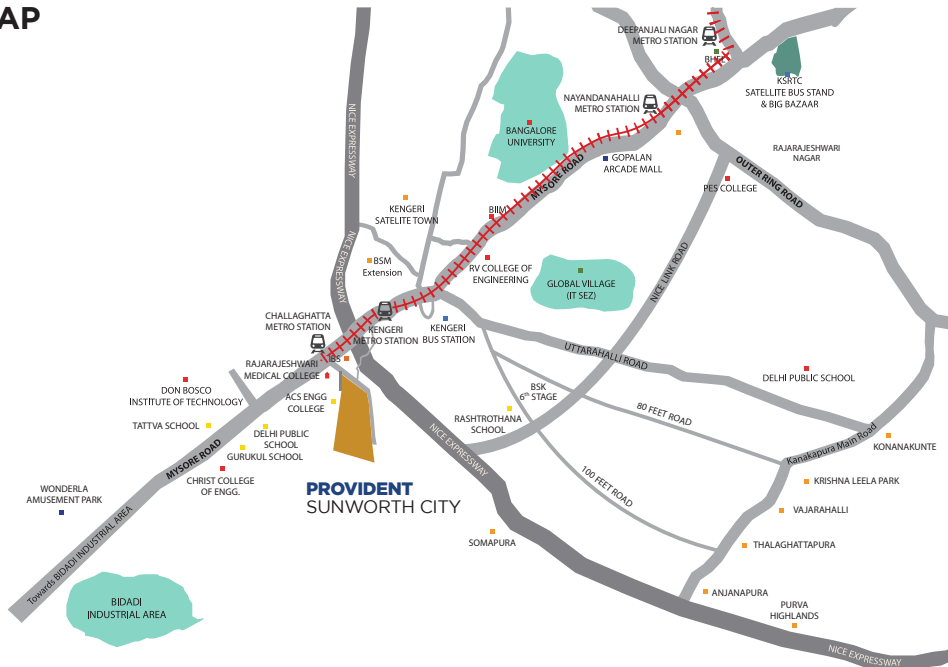 AP
DEEPANJALI NAGAR
METRO STATION
BHEL
KSRTC
SATELLITE BUS STAND
& BIG BAZAAR
NAYANDANAHALLI
METRO STATION
NICE EXPRESSWAY
BANGALORE
UNIVERSITY
MYSORE ROAD
GOPALAN
ARCADE MALL
RAJARAJESHWARI
NAGAR
OUTER RING ROAD
PES COLLEGE
KENGERI
SATELITE TOWN
BIIM
NICE EXPRESSWAY
BSM
Extension
RV COLLEGE OF
ENGINEERING
GLOBAL VILLAGE
(IT SEZ)
NICE LINK ROAD
CHALLAGHATTA
METRO STATION
KENGERI
METRO STATION
KENGERI
BUS STATION
UTTARAHALLI ROAD
IBS
RAJARAJESHWARI
MEDICAL COLLEGE
DON BOSCO
INSTITUTE OF TECHNOLOGY
ACS ENGG
COLLEGE
BSK
6th STAGE
DELHI PUBLIC SCHOOL
RASHTROTHANA
SCHOOL
80 FEET ROAD
TATTVA SCHOOL
DELHI PUBLIC
SCHOOL
GURUKUL SCHOOL
MYSORE ROAD
NICE EXPRESSWAY
Kanakapura Main Road
KONANAKUNTE
CHRIST COLLEGE
OF ENGG.
100 FEET ROAD
KRISHNA LEELA PARK
WONDERLA
AMUSEMENT PARK
PROVIDENT
SUNWORTH CITY
VAJARAHALLI
SOMAPURA
THALAGHATTAPURA
Towards BIDADI INDUSTRIAL AREA
BIDADI
INDUSTRIAL AREA
ANJANAPURA
PURVA
HIGHLANDS
NICE EXPRESSWAY